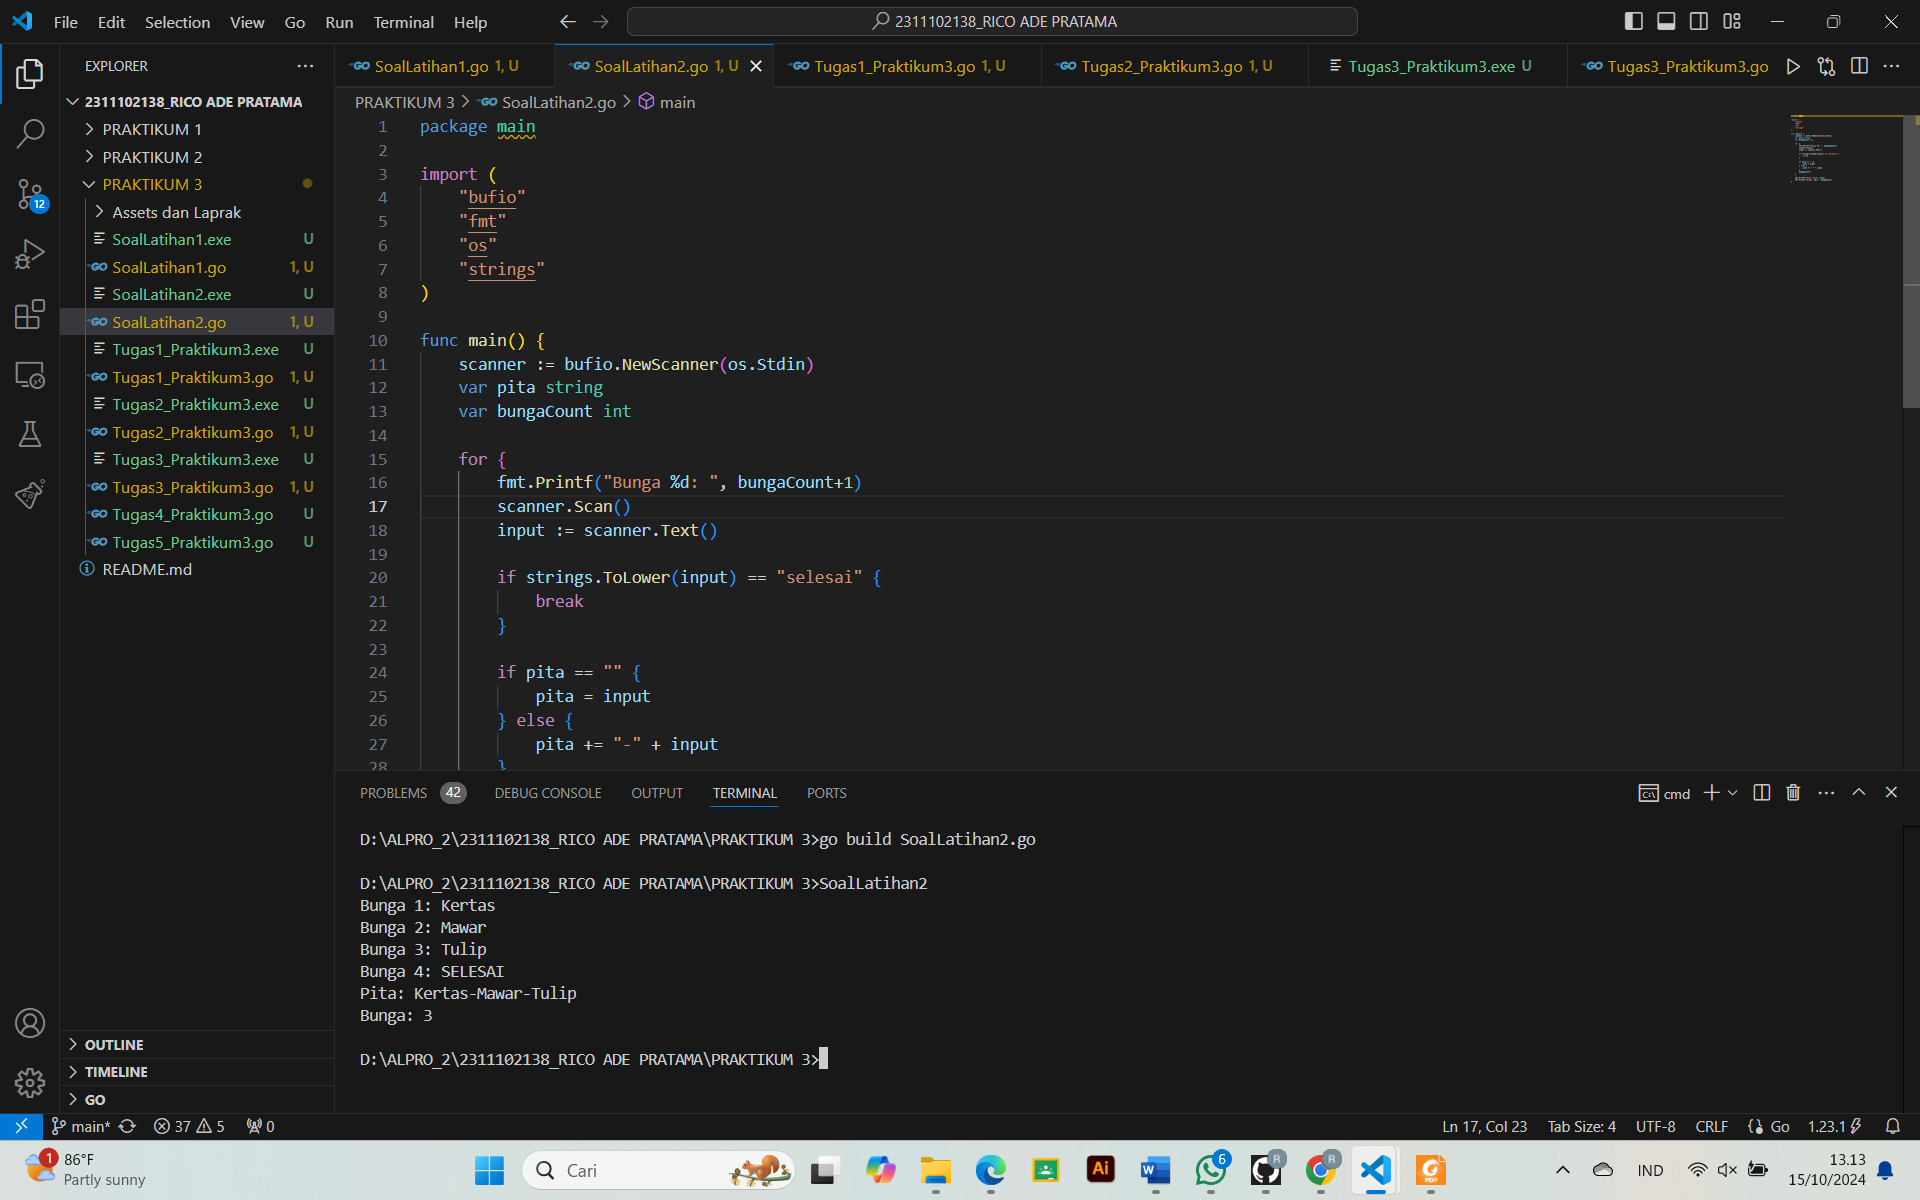 File Edit Selection View Go Run Terminal Help
2311102138_RICO ADE PRATAMA
EXPLORER
2311102138_RICO ADE PRATAMA
PRAKTIKUM 1
PRAKTIKUM 2
PRAKTIKUM 3
Assets dan Laprak
SoalLatihan1.exe U
SoalLatihan1.go 1, U
SoalLatihan2.exe U
SoalLatihan2.go 1, U
Tugas1_Praktikum3.exe U
Tugas1_Praktikum3.go 1, U
Tugas2_Praktikum3.exe U
Tugas2_Praktikum3.go 1, U
Tugas3_Praktikum3.exe U
Tugas3_Praktikum3.go 1, U
Tugas4_Praktikum3.go U
Tugas5_Praktikum3.go U
README.md
12
OUTLINE
TIMELINE
GO
GO SoalLatihan1.go 1, U GO SoalLatihan2.go 1, U GO Tugas1_Praktikum3.go 1, U GO Tugas2_Praktikum3.go 1, U Tugas3_Praktikum3.exe U GO Tugas3_Praktikum3.go
PRAKTIKUM 3 > GO SoalLatihan2.go > main
1 package main
2
3 import (
4 "bufio"
5 "fmt"
6 "os"
7 "strings"
8 )
9
10 func main() {
11 scanner := bufio.NewScanner(os.Stdin)
12 var pita string
13 var bungaCount int
14
15 for {
16 fmt.Printf("Bunga %d: ", bungaCount+1)
17 scanner.Scan()
18 input := scanner.Text()
19
20 if strings.ToLower(input) == "selesai" {
21 break
22 }
23
24 if pita == "" {
25 pita = input
26 } else {
27 pita += "-" + input
28 }
PROBLEMS 42 DEBUG CONSOLE OUTPUT TERMINAL PORTS
cmd
D:\ALPRO_2\2311102138_RICO ADE PRATAMA\PRAKTIKUM 3>go build SoalLatihan2.go
D:\ALPRO_2\2311102138_RICO ADE PRATAMA\PRAKTIKUM 3>SoalLatihan2
Bunga 1: Kertas
Bunga 2: Mawar
Bunga 3: Tulip
Bunga 4: SELESAI
Pita: Kertas-Mawar-Tulip
Bunga: 3
D:\ALPRO_2\2311102138_RICO ADE PRATAMA\PRAKTIKUM 3>
main* 37 5 0
Ln 17, Col 23 Tab Size: 4 UTF-8 CRLF Go 1.23.1
1 86°F
Partly sunny
Cari
Ai
W
6
R
R
PDF
IND
13.13
15/10/2024